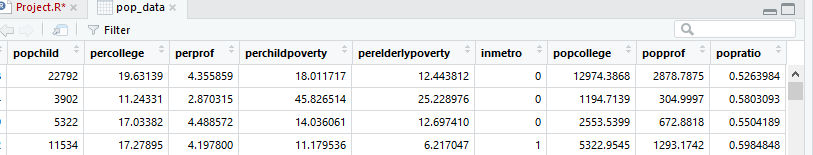 Project.R* × pop_data ×
Filter
popchild percollege perprof perchildpoverty perelderlypoverty inmetro popcollege popprof popratio
22792 19.63139 4.355859 18.011717 12.443812 0 12974.3868 2878.7875 0.5263984
3902 11.24331 2.870315 45.826514 25.228976 0 1194.7139 304.9997 0.5803093
5322 17.03382 4.488572 14.036061 12.697410 0 2553.5399 672.8818 0.5504189
11534 17.27895 4.197800 11.179536 6.217047 1 5322.9545 1293.1742 0.5984848